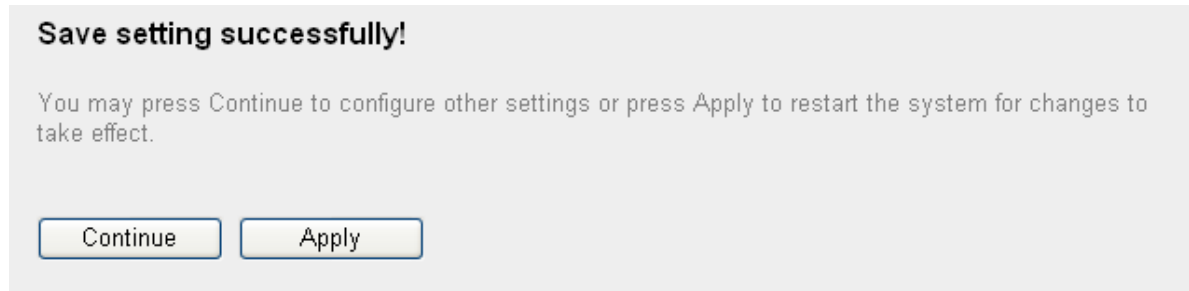 Save setting successfully!
You may press Continue to configure other settings or press Apply to restart the system for changes to
take effect.
Continue Apply